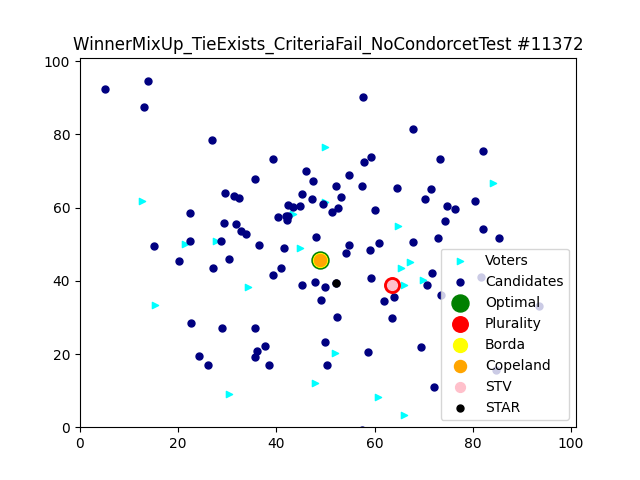 WinnerMixUp_TieExists_CriteriaFail_NoCondorcetTest #11372
100
80
60
40
20
0
0 20 40 60 80 100
Voters
Candidates
Optimal
Plurality
Borda
Copeland
STV
STAR